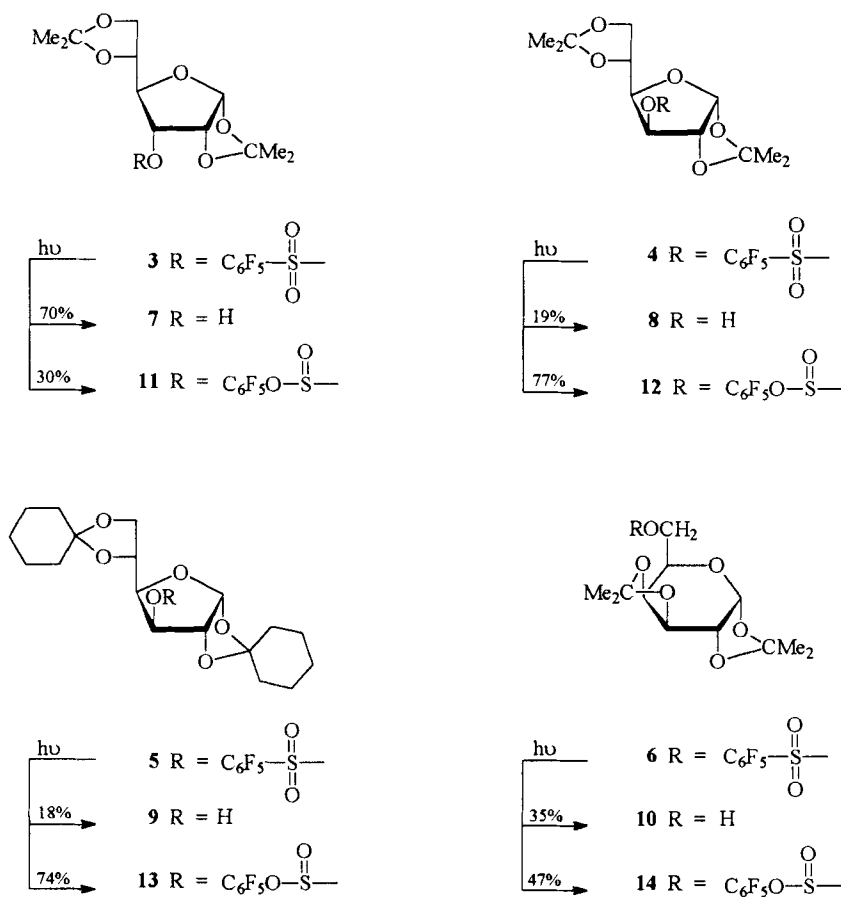 Me₂C O O O O O CMe₂ RO
hυ 3 R = C₆F₅—S— O O
70% 7 R = H
30% 11 R = C₆F₅O—S— O
Me₂C O O O OR O O CMe₂
hυ 4 R = C₆F₅—S— O O
19% 8 R = H
77% 12 R = C₆F₅O—S— O
O O O OR O O
hυ 5 R = C₆F₅—S— O O
18% 9 R = H
74% 13 R = C₆F₅O—S— O
ROCH₂ O O Me₂C O O O CMe₂
hυ 6 R = C₆F₅—S— O O
35% 10 R = H
47% 14 R = C₆F₅O—S— O